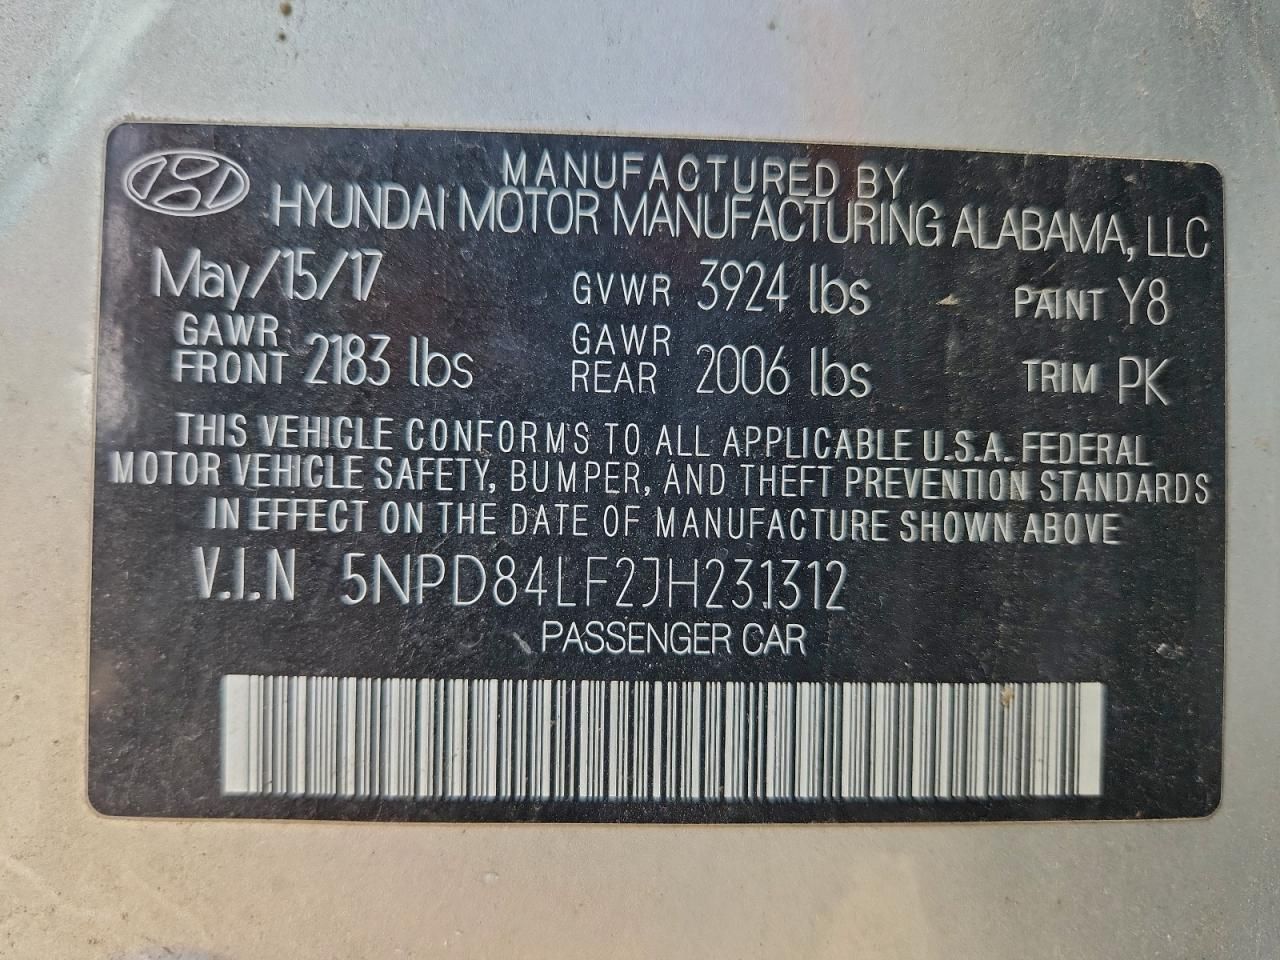 MANUFACTURED BY
HYUNDAI MOTOR MANUFACTURING ALABAMA, LLC
May/15/17 GVWR 3924 lbs PAINT Y8
GAWR FRONT 2183 lbs GAWR REAR 2006 lbs TRIM PK
THIS VEHICLE CONFORMS TO ALL APPLICABLE U.S.A. FEDERAL
MOTOR VEHICLE SAFETY, BUMPER, AND THEFT PREVENTION STANDARDS
IN EFFECT ON THE DATE OF MANUFACTURE SHOWN ABOVE
V.I.N 5NPD84LF2JH231312
PASSENGER CAR